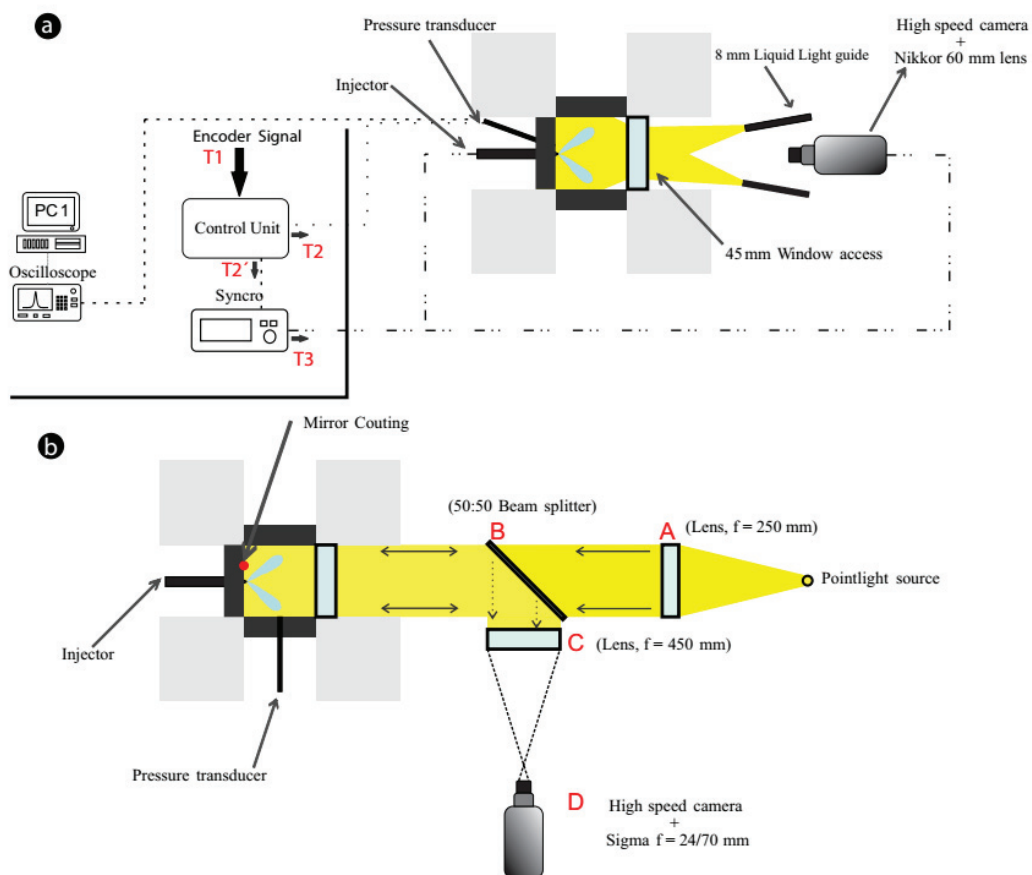 a
Pressure transducer
Injector
8 mm Liquid Light guide
High speed camera
+
Nikkor 60 mm lens
Encoder Signal
T1
PC 1
Control Unit
T2
T2´
Oscilloscope
Syncro
T3
45 mm Window access
b
Mirror Couting
(50:50 Beam splitter)
B
A
(Lens, f = 250 mm)
Pointlight source
Injector
C
(Lens, f = 450 mm)
Pressure transducer
D
High speed camera
+
Sigma f = 24/70 mm